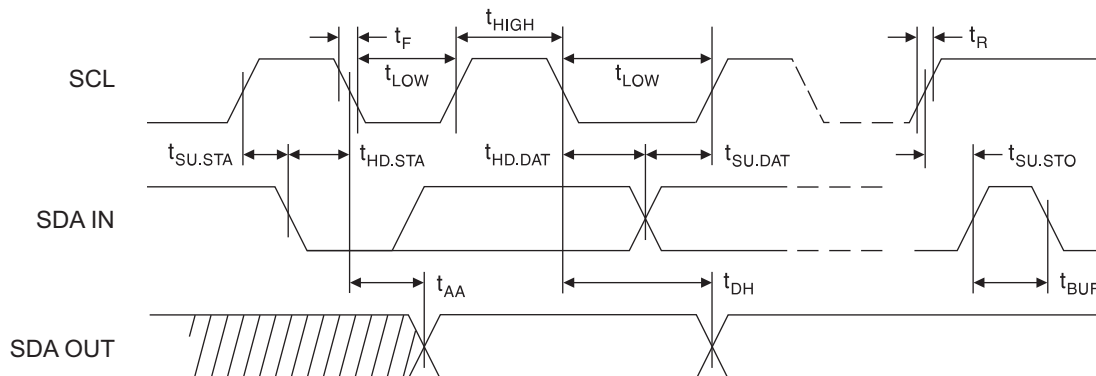 tHIGH
tF
tR
SCL
tLOW
tLOW
tSU.STA
tHD.STA
tHD.DAT
tSU.DAT
tSU.STO
SDA IN
tAA
tDH
tBUF
SDA OUT